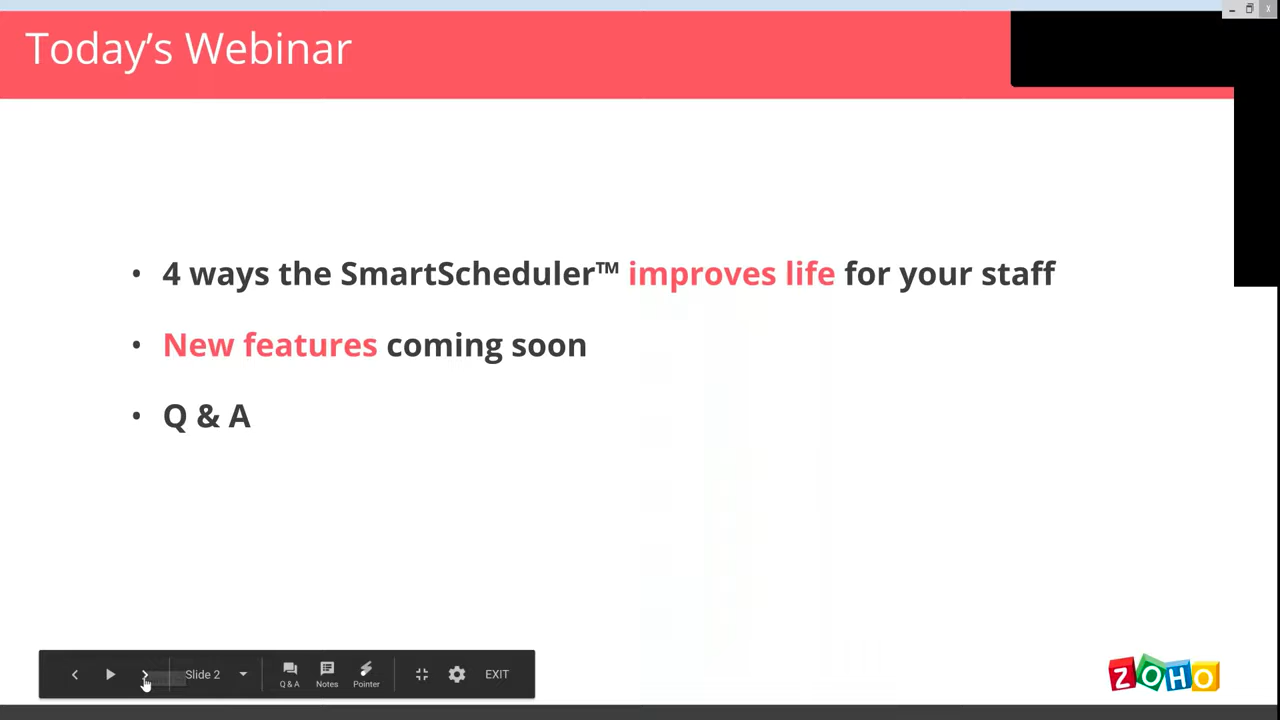 Today's Webinar
• 4 ways the SmartScheduler™ improves life for your staff
• New features coming soon
• Q & A
Slide 2
Q & A
Notes
Pointer
EXIT
ZOHO